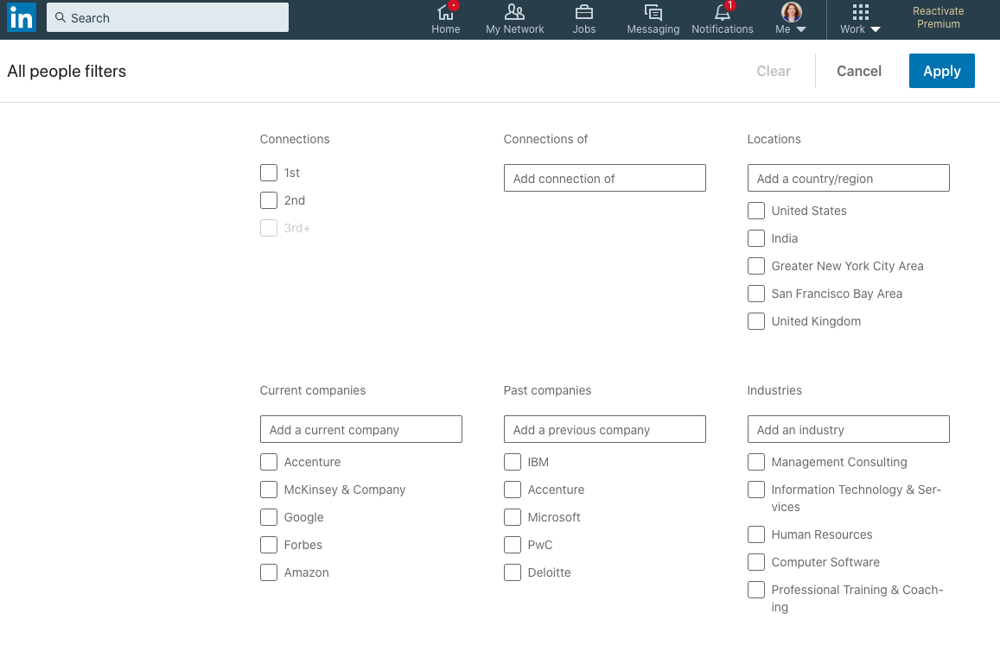 in
Search
Home
My Network
Jobs
Messaging
1
Notifications
Me
Work
Reactivate
Premium
All people filters
Clear
Cancel
Apply
Connections
1st
2nd
3rd+
Connections of
Add connection of
Locations
Add a country/region
United States
India
Greater New York City Area
San Francisco Bay Area
United Kingdom
Current companies
Add a current company
Accenture
McKinsey & Company
Google
Forbes
Amazon
Past companies
Add a previous company
IBM
Accenture
Microsoft
PwC
Deloitte
Industries
Add an industry
Management Consulting
Information Technology & Ser-
vices
Human Resources
Computer Software
Professional Training & Coach-
ing